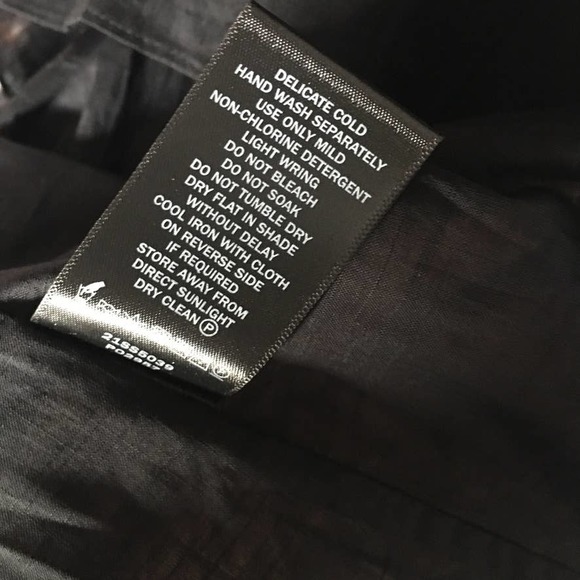 DELICATE COLD
HAND WASH SEPARATELY
USE ONLY MILD
NON-CHLORINE DETERGENT
LIGHT WRING
DO NOT BLEACH
DO NOT SOAK
DO NOT TUMBLE DRY
DRY FLAT IN SHADE
WITHOUT DELAY
COOL IRON WITH CLOTH
ON REVERSE SIDE
IF REQUIRED
STORE AWAY FROM
DIRECT SUNLIGHT
DRY CLEAN Ⓟ
21SS5039
PO2957